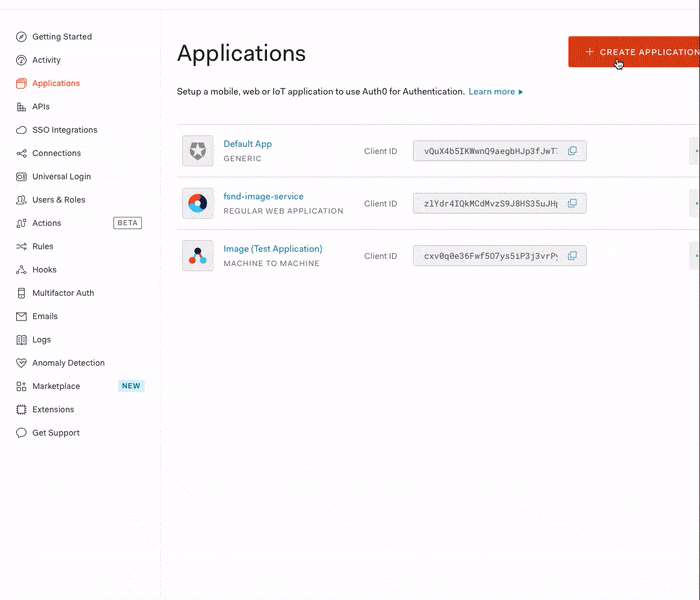 Getting Started
Activity
Applications
APIs
SSO Integrations
Connections
Universal Login
Users & Roles
Actions BETA
Rules
Hooks
Multifactor Auth
Emails
Logs
Anomaly Detection
Marketplace NEW
Extensions
Get Support
Applications
+ CREATE APPLICATION
Setup a mobile, web or IoT application to use Auth0 for Authentication. Learn more ▶
Default App
GENERIC
Client ID
fsnd-image-service
REGULAR WEB APPLICATION
Client ID
Image (Test Application)
MACHINE TO MACHINE
Client ID